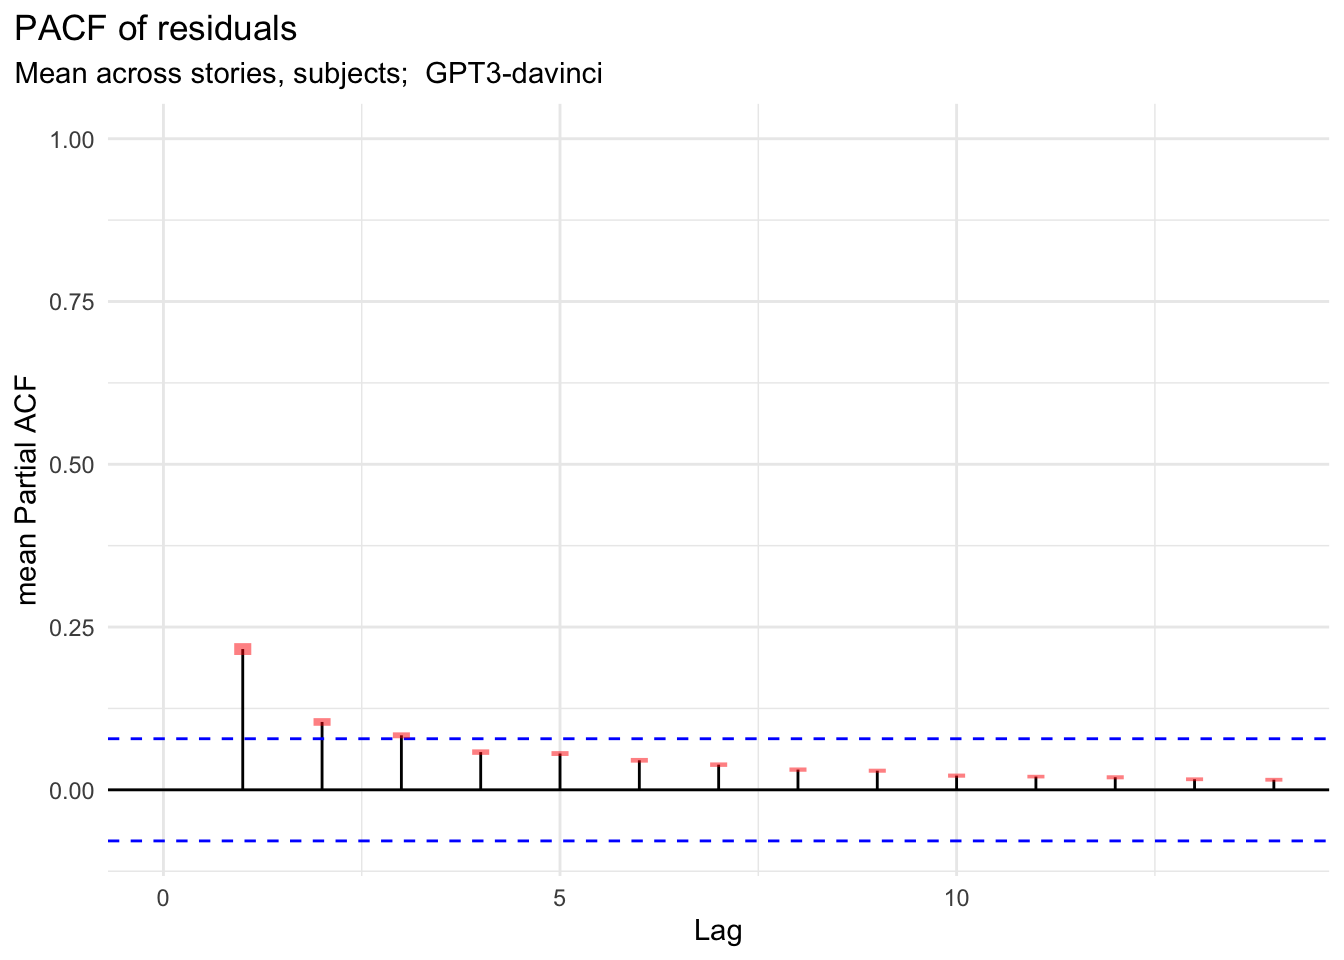 PACF of residuals
Mean across stories, subjects;  GPT3-davinci
1.00
0.75
0.50
0.25
0.00
mean Partial ACF
0
5
10
Lag